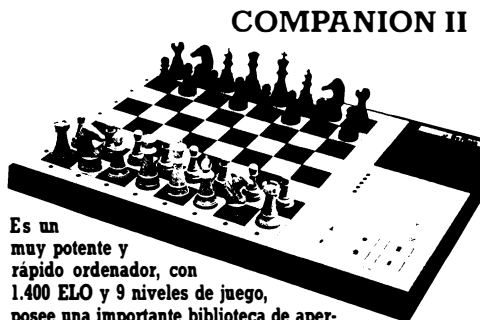 COMPANION II
Es un
muy potente y
rápido ordenador, con
1.400 ELO y 9 niveles de juego,
posee una importante biblioteca de aper-